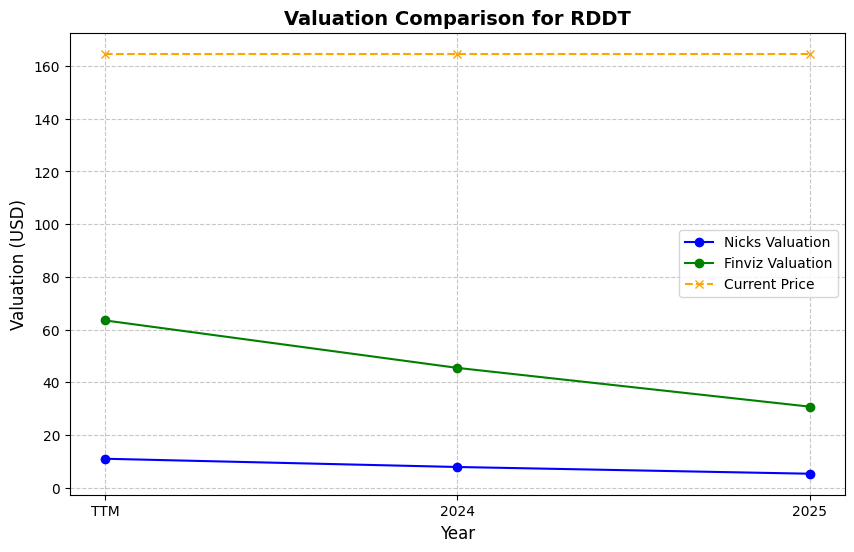 Valuation Comparison for RDDT
Valuation (USD)
160
140
120
100
80
60
40
20
0
Nicks Valuation
Finviz Valuation
Current Price
TTM 2024 2025
Year